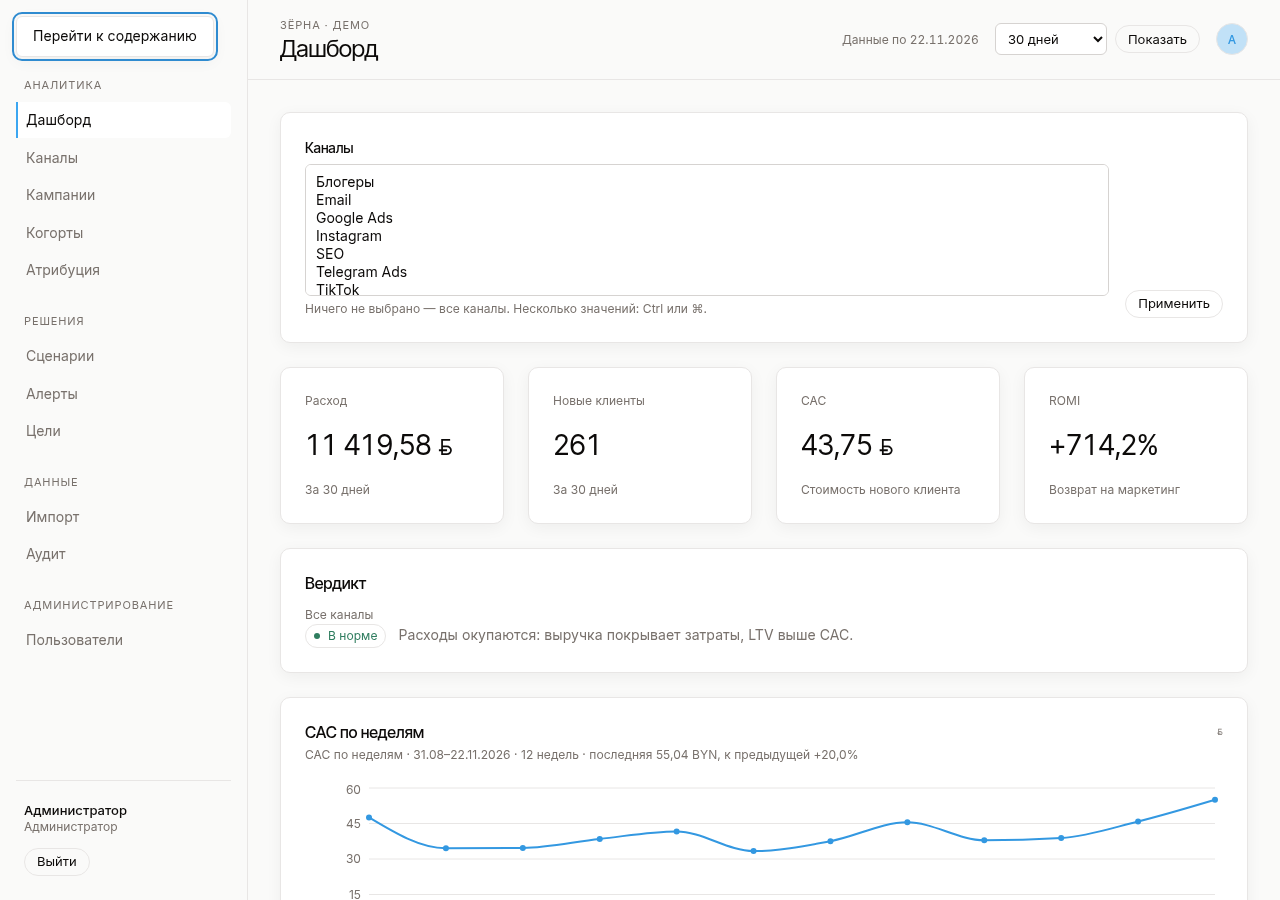 Перейти к содержанию
АНАЛИТИКА
Дашборд
Каналы
Кампании
Когорты
Атрибуция
РЕШЕНИЯ
Сценарии
Алерты
Цели
ДАННЫЕ
Импорт
Аудит
АДМИНИСТРИРОВАНИЕ
Пользователи
Администратор
Администратор
Выйти
ЗЁРНА · ДЕМО
Дашборд
Данные по 22.11.2026
30 дней
Показать
A
Каналы
Блогеры
Email
Google Ads
Instagram
SEO
Telegram Ads
TikTok
Ничего не выбрано — все каналы. Несколько значений: Ctrl или ⌘.
Применить
Расход
11 419,58 Ƃ
За 30 дней
Новые клиенты
261
За 30 дней
CAC
43,75 Ƃ
Стоимость нового клиента
ROMI
+714,2%
Возврат на маркетинг
Вердикт
Все каналы
В норме
Расходы окупаются: выручка покрывает затраты, LTV выше CAC.
CAC по неделям
Ƃ
CAC по неделям · 31.08–22.11.2026 · 12 недель · последняя 55,04 BYN, к предыдущей +20,0%
60
45
30
15